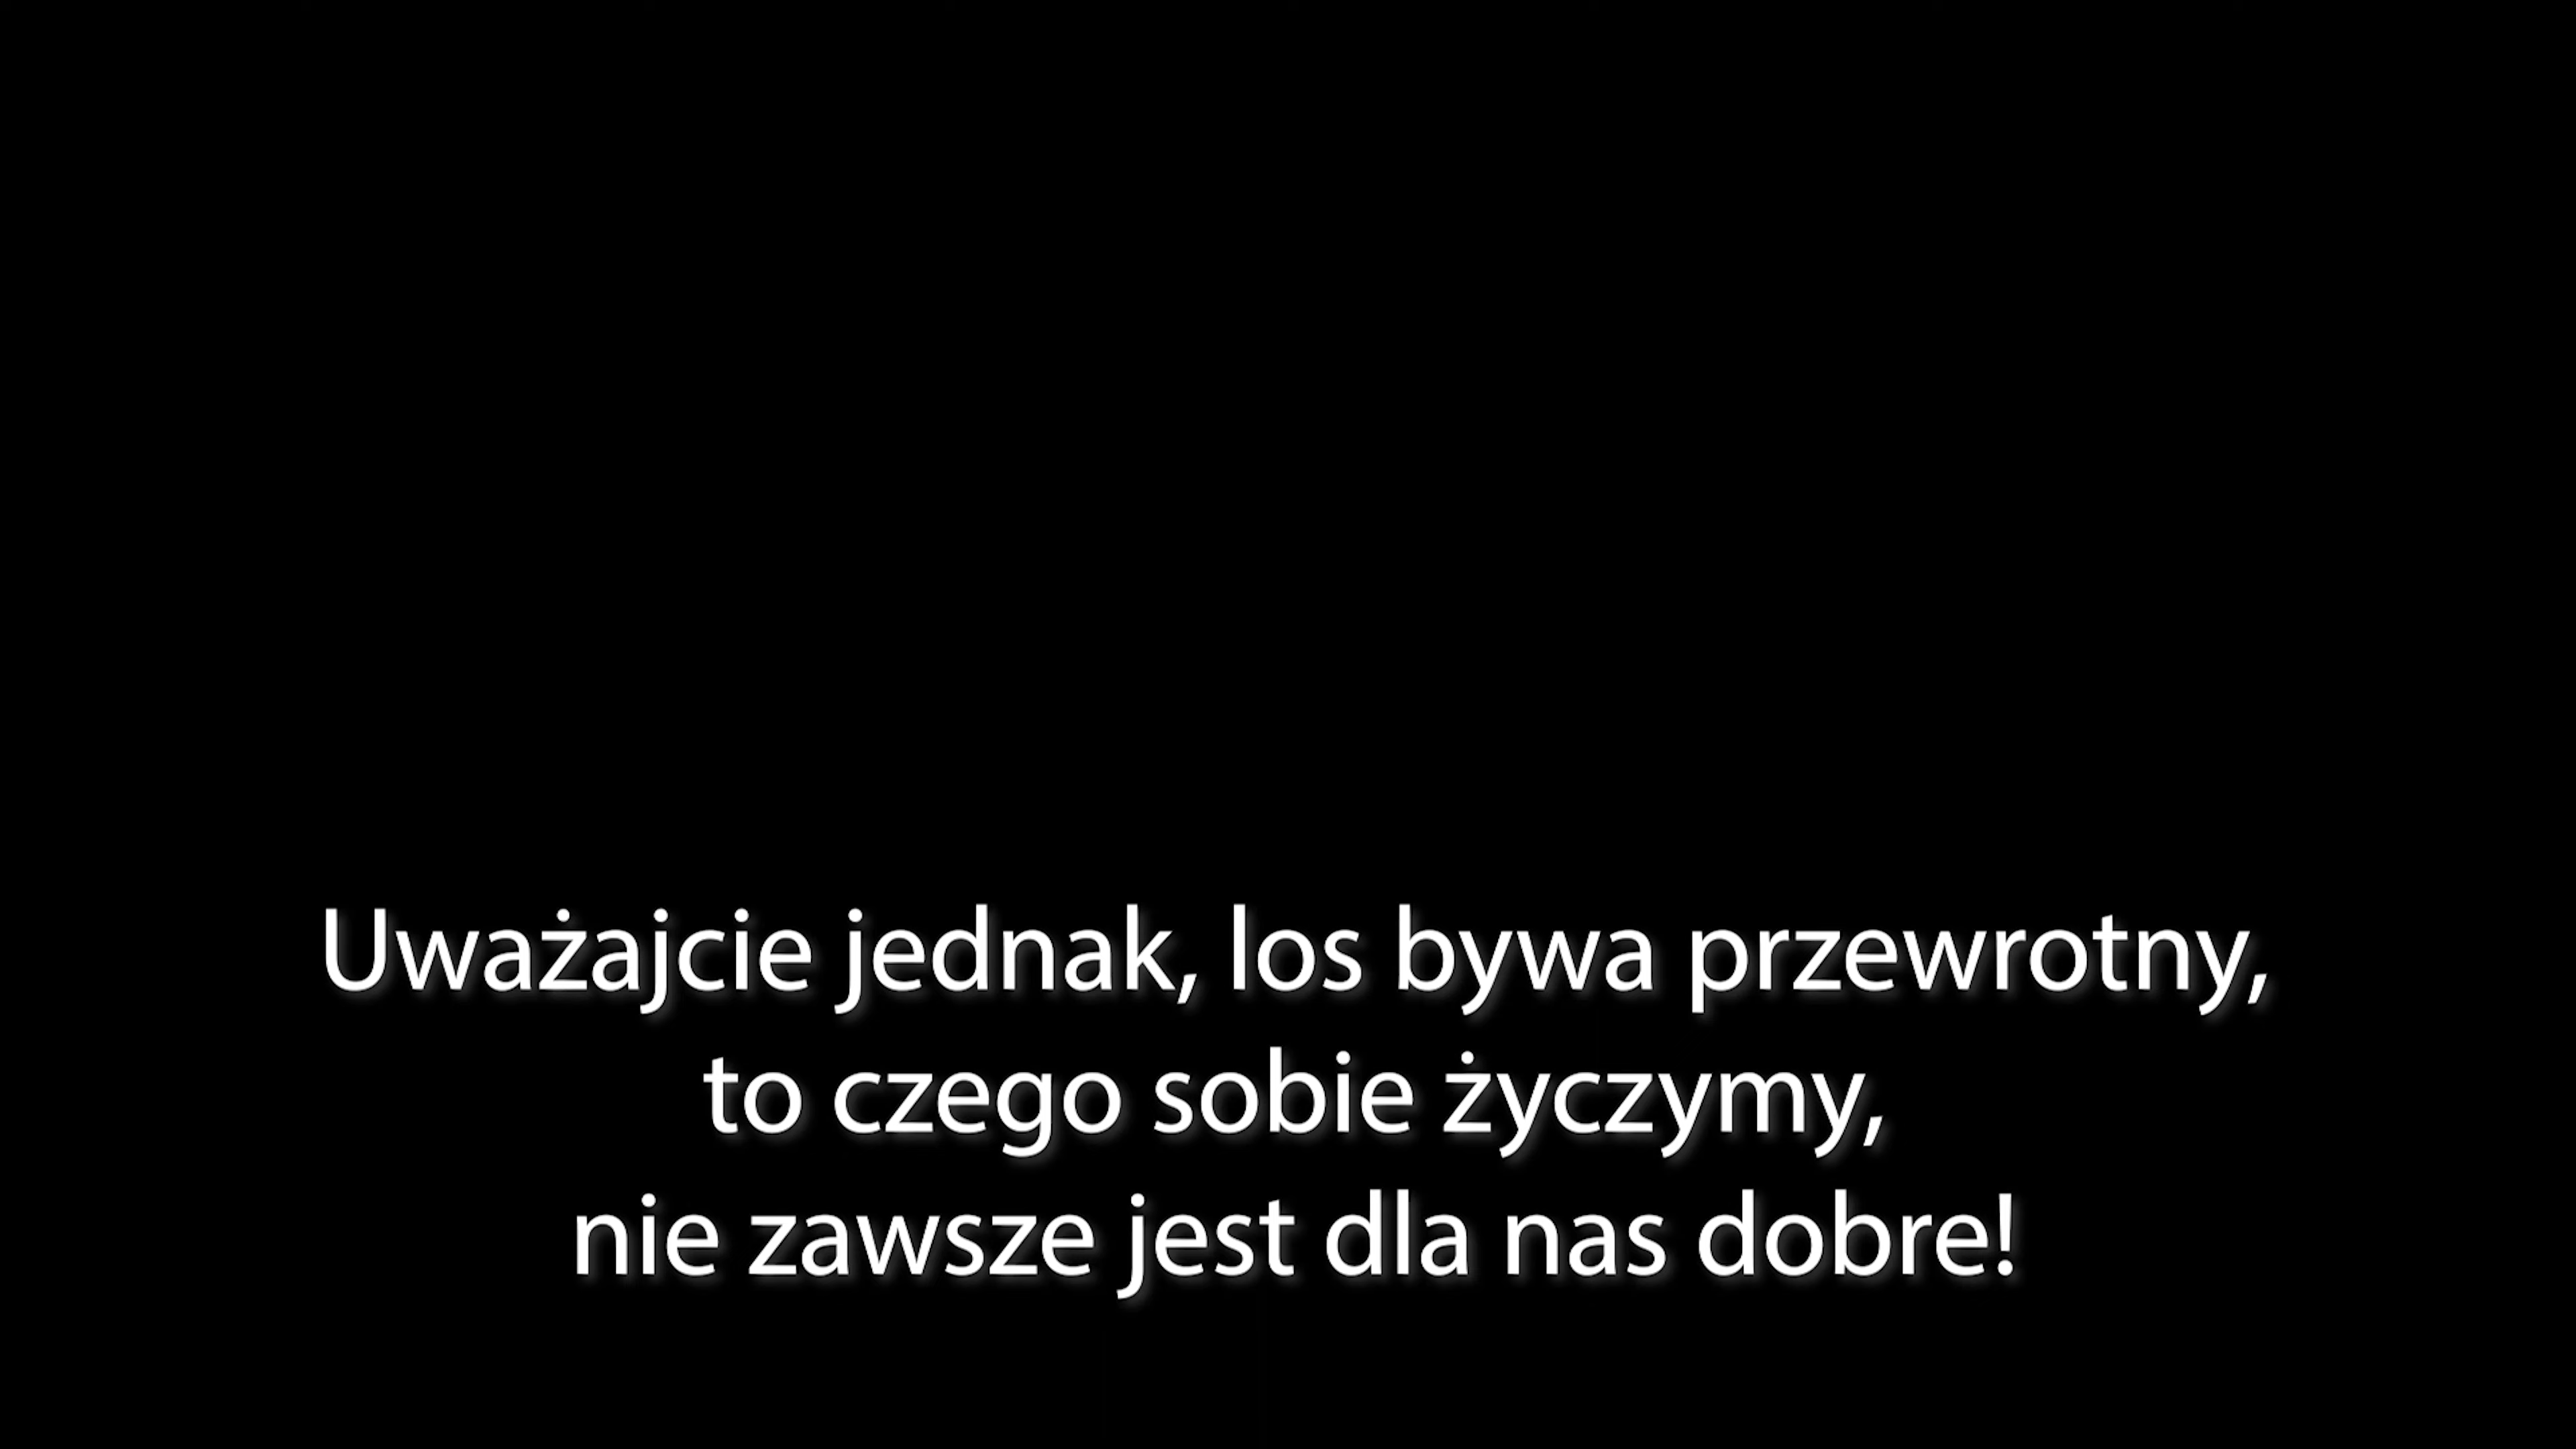 Uważajcie jednak, los bywa przewrotny,
to czego sobie życzymy,
nie zawsze jest dla nas dobre!